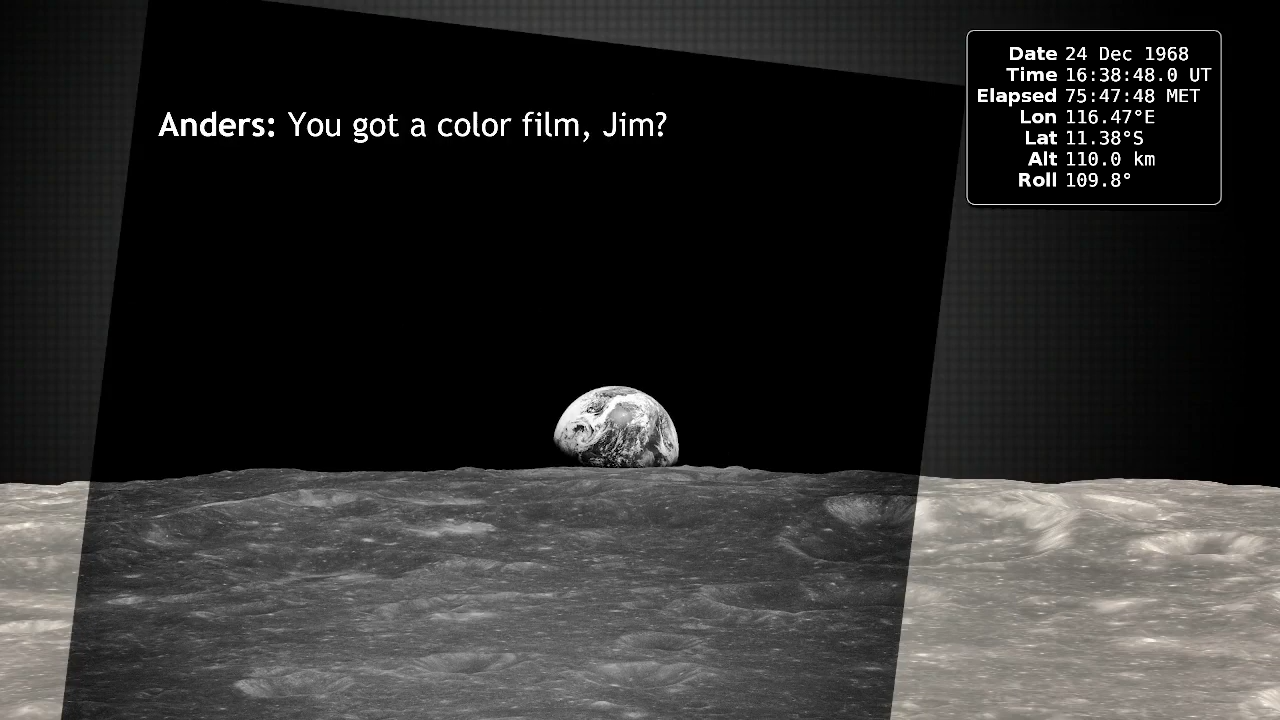 Anders: You got a color film, Jim?
Date 24 Dec 1968
Time 16:38:48.0 UT
Elapsed 75:47:48 MET
Lon 116.47°E
Lat 11.38°S
Alt 110.0 km
Roll 109.8°